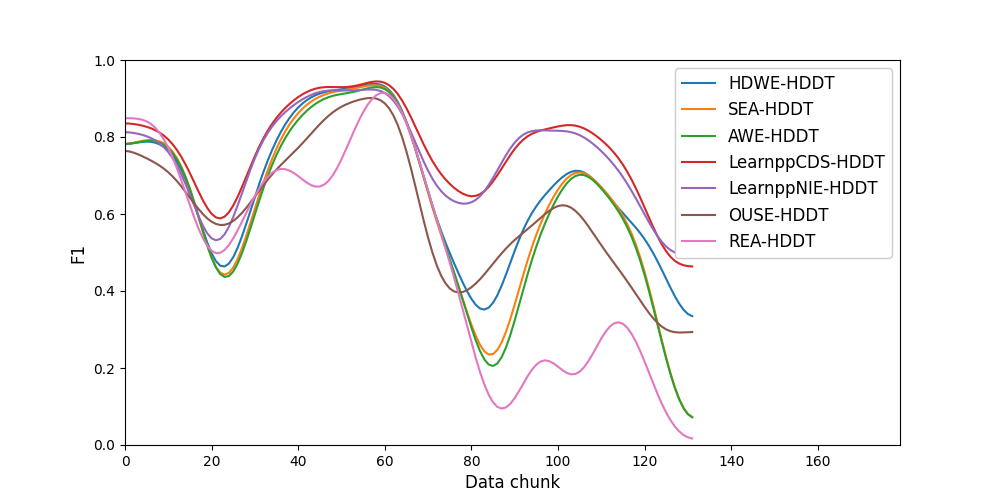 1.0
0.8
0.6
0.4
0.2
0.0
F1
0 20 40 60 80 100 120 140 160
Data chunk
HDWE-HDDT
SEA-HDDT
AWE-HDDT
LearnppCDS-HDDT
LearnppNIE-HDDT
OUSE-HDDT
REA-HDDT